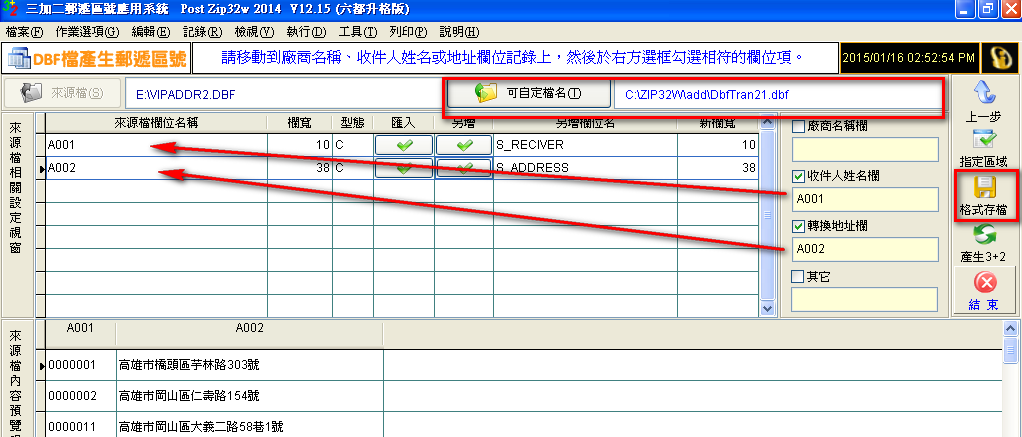 三加二郵遞區號應用系統 Post Zip32w 2014 V12.15 (六都升格版)
檔案(F) 作業選項(G) 編輯(E) 記錄(R) 檢視(V) 執行(D) 工具(T) 列印(P) 說明(H)
DBF檔產生郵遞區號
請移動到廠商名稱、收件人姓名或地址欄位記錄上，然後於右方選框勾選相符的欄位項。
2015/01/16 02:52:54 PM
來源檔(S) E:\VIPADDR2.DBF 可自定檔名(T) C:\ZIP32W\add\DbfTran21.dbf
來源檔相關設定視窗
來源檔欄位名稱 欄寬 型態 匯入 另增 另增欄位名 新欄寬
A001 10 C S_RECIVER 10
A002 38 C S_ADDRESS 38
廠商名稱欄
收件人姓名欄
A001
轉換地址欄
A002
其它
上一步
指定區域
格式存檔
產生3+2
結 束
來源檔內容預覽
A001 A002
0000001 高雄市橋頭區芋林路303號
0000002 高雄市岡山區仁壽路154號
0000011 高雄市岡山區大義二路58巷1號